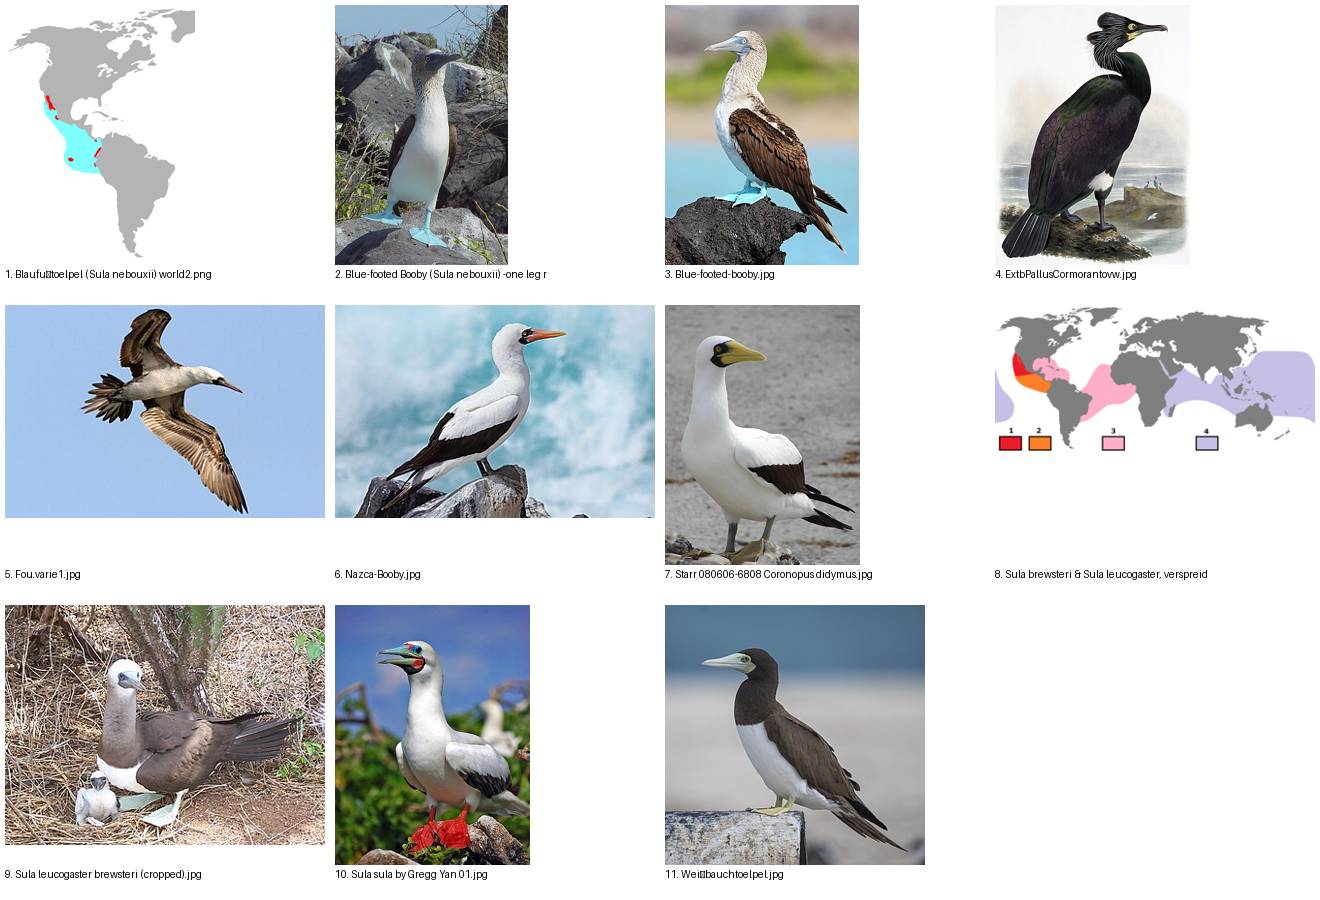 1. Blaufu□toelpel (Sula nebouxii) world2.png
2. Blue-footed Booby (Sula nebouxii) -one leg r
3. Blue-footed-booby.jpg
4. ExtbPallusCormorantovw.jpg
1
2
3
4
5. Fou.varie1.jpg
6. Nazca-Booby.jpg
7. Starr 080606-6808 Coronopus didymus.jpg
8. Sula brewsteri & Sula leucogaster, verspreid
9. Sula leucogaster brewsteri (cropped).jpg
10. Sula sula by Gregg Yan 01.jpg
11. Wei□bauchtoelpel.jpg